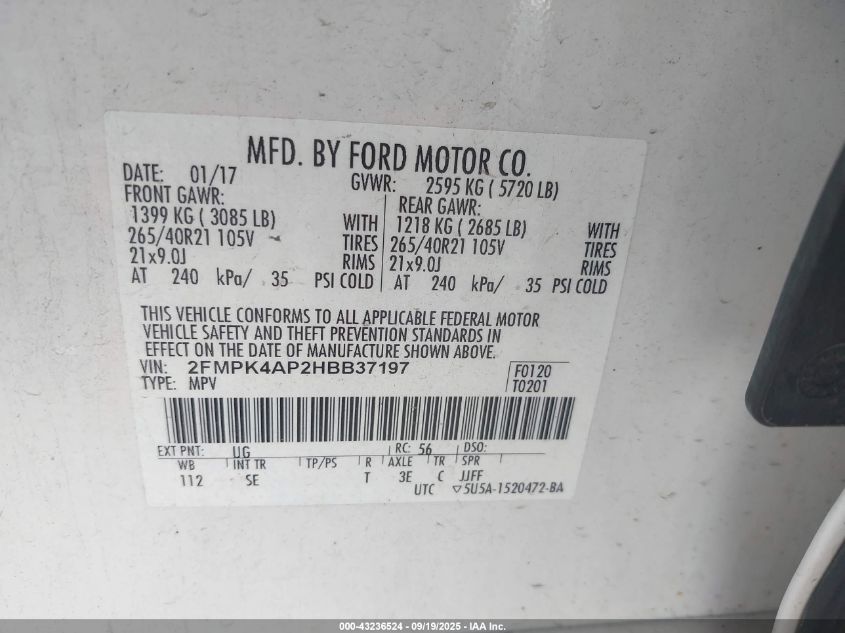 MFD. BY FORD MOTOR CO.
DATE: 01/17 GVWR: 2595 KG ( 5720 LB)
FRONT GAWR: REAR GAWR:
1399 KG ( 3085 LB) WITH 1218 KG ( 2685 LB) WITH
265/40R21 105V TIRES 265/40R21 105V TIRES
21x9.0J RIMS 21x9.0J RIMS
AT 240 kPa/ 35 PSI COLD AT 240 kPa/ 35 PSI COLD
THIS VEHICLE CONFORMS TO ALL APPLICABLE FEDERAL MOTOR
VEHICLE SAFETY AND THEFT PREVENTION STANDARDS IN
EFFECT ON THE DATE OF MANUFACTURE SHOWN ABOVE.
VIN: 2FMPK4AP2HBB37197 F0120
TYPE: MPV T0201
EXT PNT: UG RC: 56 DSO:
WB INT TR TP/PS R AXLE TR SPR
112 SE T 3E C JJFF
UTC ▽5U5A-1520472-BA
000-43236524 - 09/19/2025 - IAA Inc.